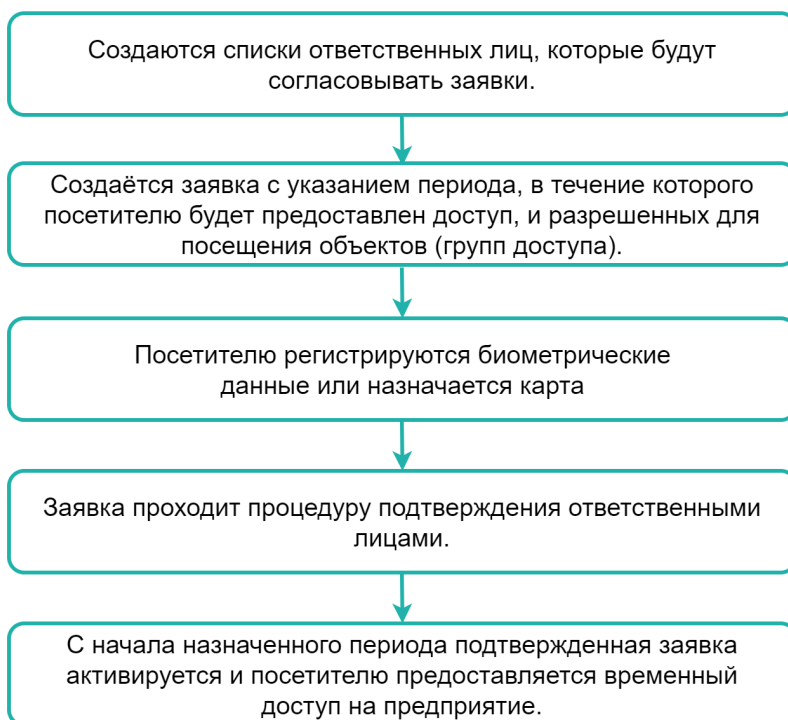 Создаются списки ответственных лиц, которые будут
согласовывать заявки.
Создаётся заявка с указанием периода, в течение которого
посетителю будет предоставлен доступ, и разрешенных для
посещения объектов (групп доступа).
Посетителю регистрируются биометрические
данные или назначается карта
Заявка проходит процедуру подтверждения ответственными
лицами.
С начала назначенного периода подтвержденная заявка
активируется и посетителю предоставляется временный
доступ на предприятие.